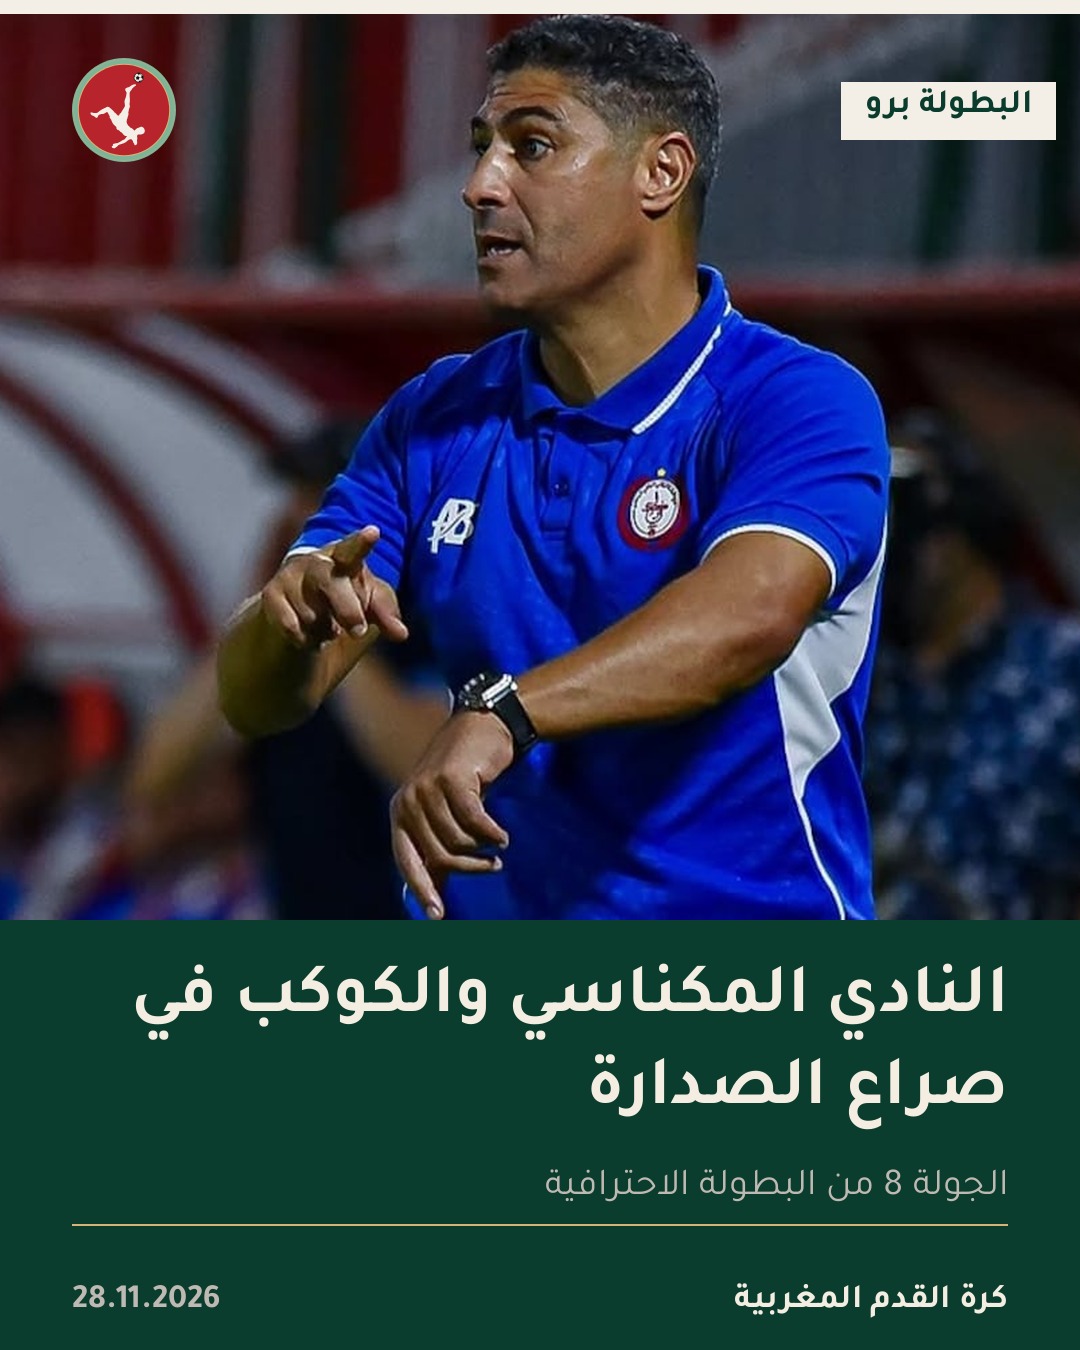 البطولة برو
AB
النادي المكناسي والكوكب في
صراع الصدارة
الجولة 8 من البطولة الاحترافية
كرة القدم المغربية
28.11.2026